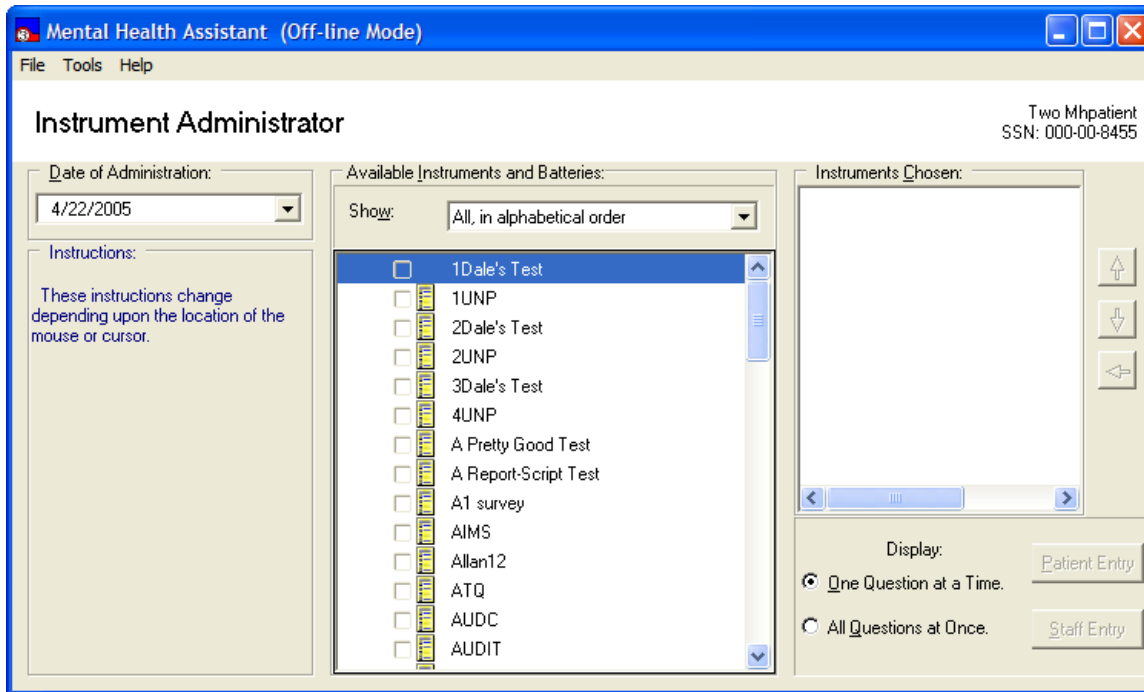 Mental Health Assistant (Off-line Mode)
File Tools Help
Instrument Administrator
Two Mhpatient
SSN: 000-00-8455
Date of Administration:
4/22/2005
Instructions:
These instructions change
depending upon the location of the
mouse or cursor.
Available Instruments and Batteries:
Show: All, in alphabetical order
1Dale's Test
1UNP
2Dale's Test
2UNP
3Dale's Test
4UNP
A Pretty Good Test
A Report-Script Test
A1 survey
AIMS
Allan12
ATQ
AUDC
AUDIT
Instruments Chosen:
Display:
One Question at a Time.
All Questions at Once.
Patient Entry
Staff Entry